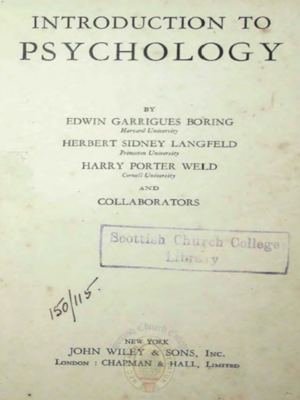 INTRODUCTION TO
PSYCHOLOGY
BY
EDWIN GARRIGUES BORING
Harvard University
HERBERT SIDNEY LANGFELD
Princeton University
HARRY PORTER WELD
Cornell University
AND
COLLABORATORS
Scottish Church College
Library
150/115.
NEW YORK
JOHN WILEY & SONS, INC.
LONDON : CHAPMAN & HALL, LIMITED